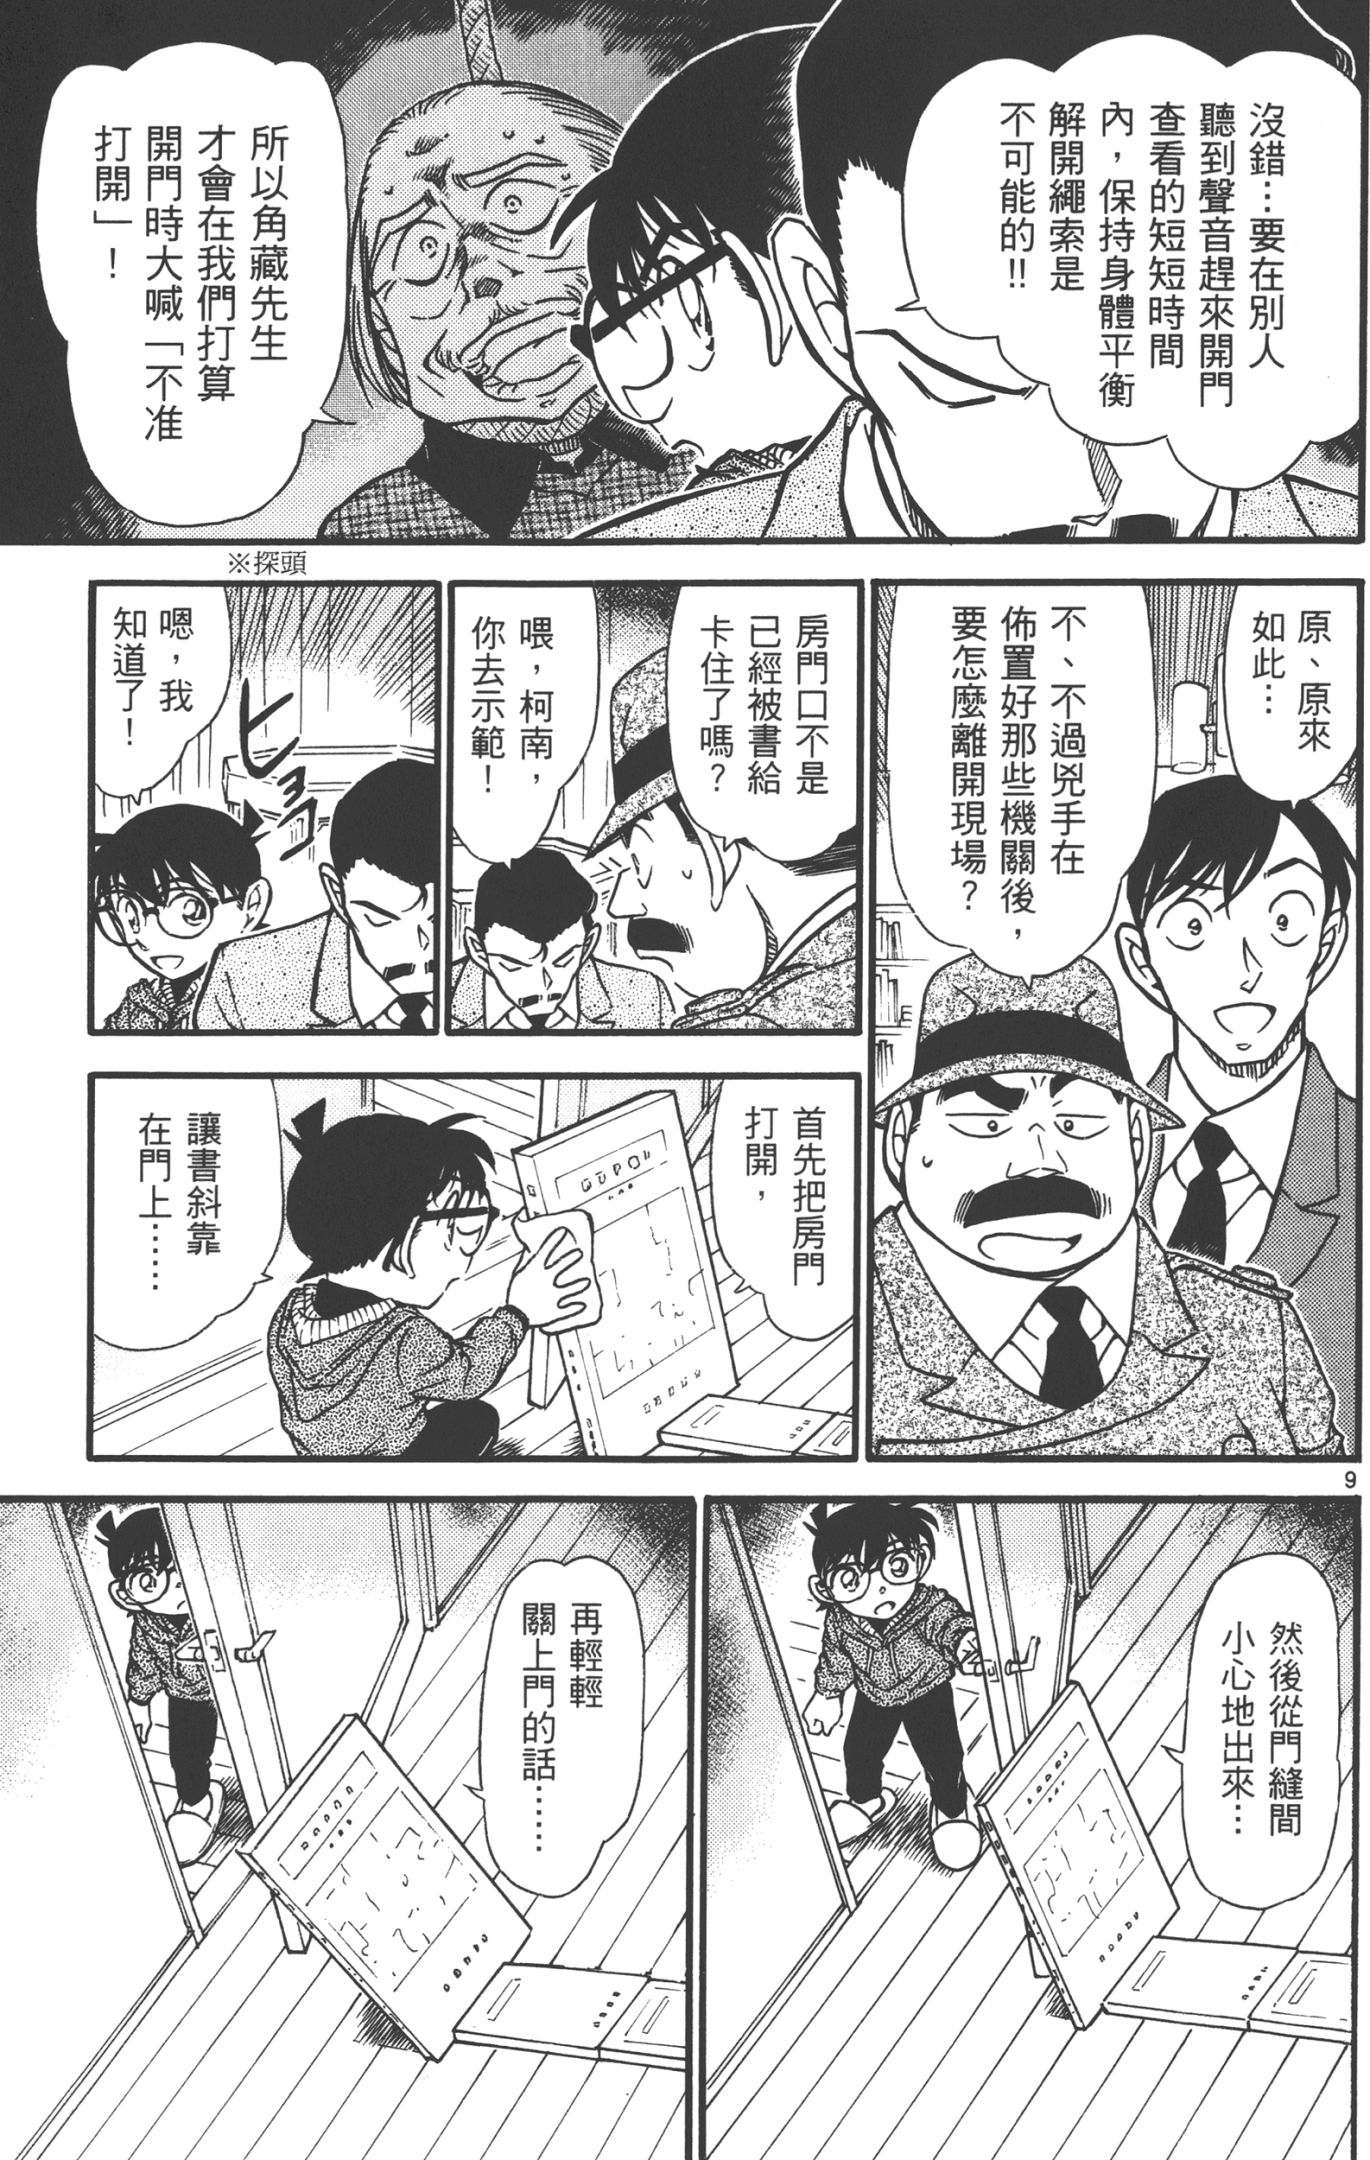 沒錯…要在別人
聽到聲音趕來開門
查看的短短時間
內，保持身體平衡
解開繩索是
不可能的!!
所以角藏先生
才會在我們打算
開門時大喊「不准
打開」！
原、原來
如此…
不、不過兇手在
佈置好那些機關後，
要怎麼離開現場？
房門口不是
已經被書給
卡住了嗎？
喂，柯南，
你去示範！
※探頭
ヒョコ
嗯，我
知道了！
首先把房門
打開，
讓書斜靠
在門上……
9
然後從門縫間
小心地出來…
再輕輕
關上門的話……